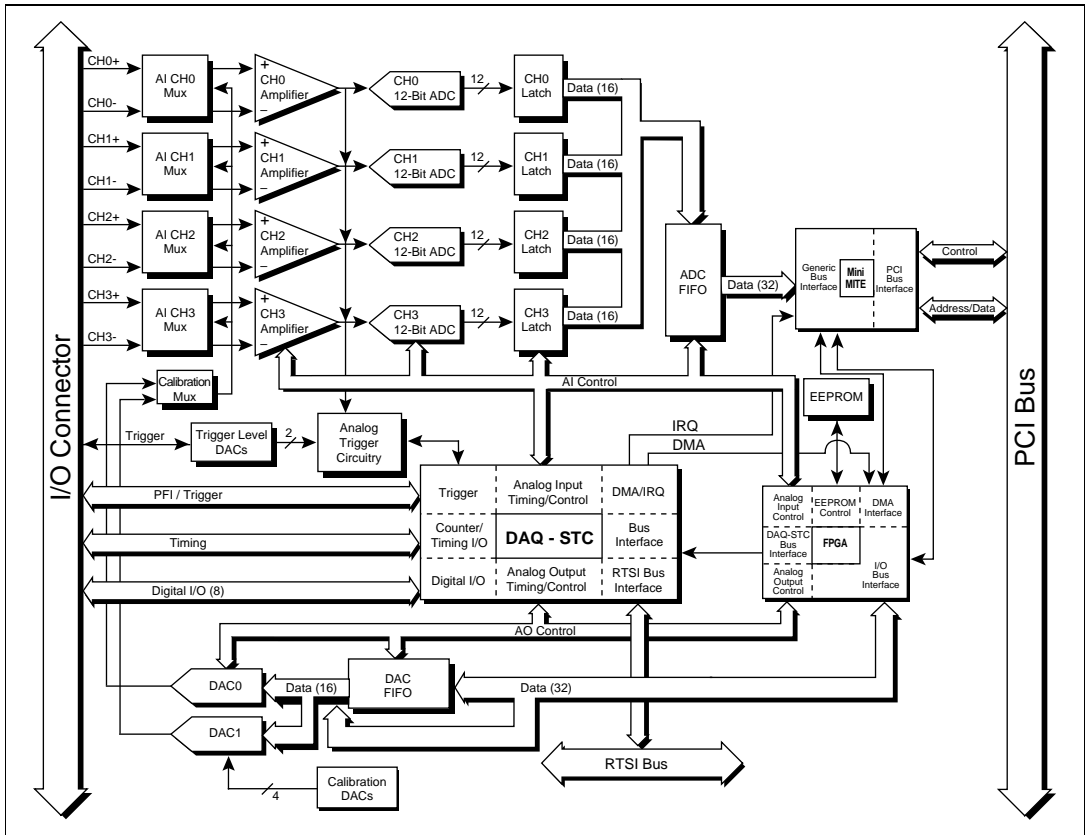 I/O Connector
PCI Bus
CH0+
CH0-
AI CH0
Mux
+
CH0
Amplifier
–
CH0
12-Bit ADC
12
CH0
Latch
Data (16)
CH1+
CH1-
AI CH1
Mux
+
CH1
Amplifier
–
CH1
12-Bit ADC
12
CH1
Latch
Data (16)
CH2+
CH2-
AI CH2
Mux
+
CH2
Amplifier
–
CH2
12-Bit ADC
12
CH2
Latch
Data (16)
CH3+
CH3-
AI CH3
Mux
+
CH3
Amplifier
–
CH3
12-Bit ADC
12
CH3
Latch
Data (16)
ADC
FIFO
Data (32)
Generic
Bus
Interface
Mini
MITE
PCI
Bus
Interface
Control
Address/Data
AI Control
Calibration
Mux
EEPROM
Trigger
Trigger Level
DACs
2
Analog
Trigger
Circuitry
IRQ
DMA
PFI / Trigger
Timing
Digital I/O (8)
Trigger
Analog Input
Timing/Control
DMA/IRQ
Counter/
Timing I/O
DAQ - STC
Bus
Interface
Digital I/O
Analog Output
Timing/Control
RTSI Bus
Interface
Analog
Input
Control
EEPROM
Control
DMA
Interface
DAQ-STC
Bus
Interface
FPGA
Analog
Output
Control
I/O
Bus
Interface
AO Control
DAC0
Data (16)
DAC
FIFO
Data (32)
DAC1
RTSI Bus
4
Calibration
DACs